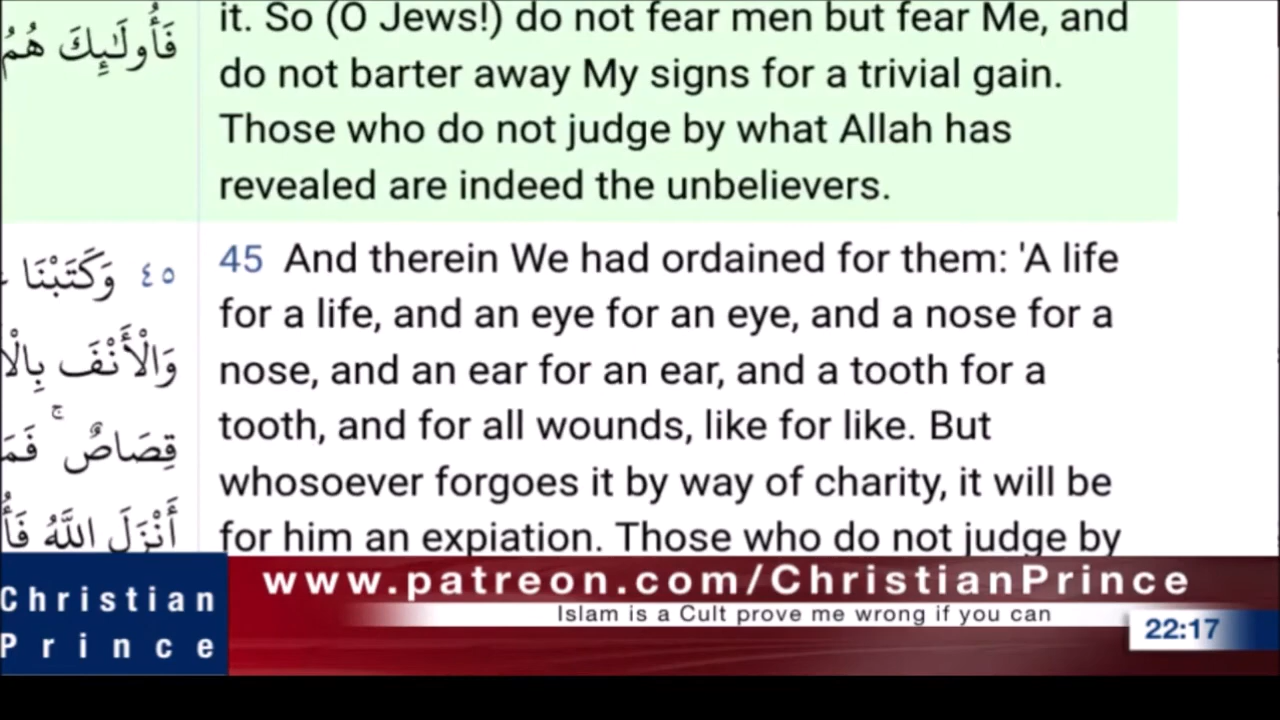 فَأُولَٰئِكَ هُمُ
it. So (O Jews!) do not fear men but fear Me, and
do not barter away My signs for a trivial gain.
Those who do not judge by what Allah has
revealed are indeed the unbelievers.
٤٥ وَكَتَبْنَا
وَالْأَنْفَ
قِصَاصٌ ۚ
أَنْزَلَ اللَّهُ
45 And therein We had ordained for them: 'A life
for a life, and an eye for an eye, and a nose for a
nose, and an ear for an ear, and a tooth for a
tooth, and for all wounds, like for like. But
whosoever forgoes it by way of charity, it will be
for him an expiation. Those who do not judge by
Christian
Prince
www.patreon.com/ChristianPrince
Islam is a Cult prove me wrong if you can
22:17